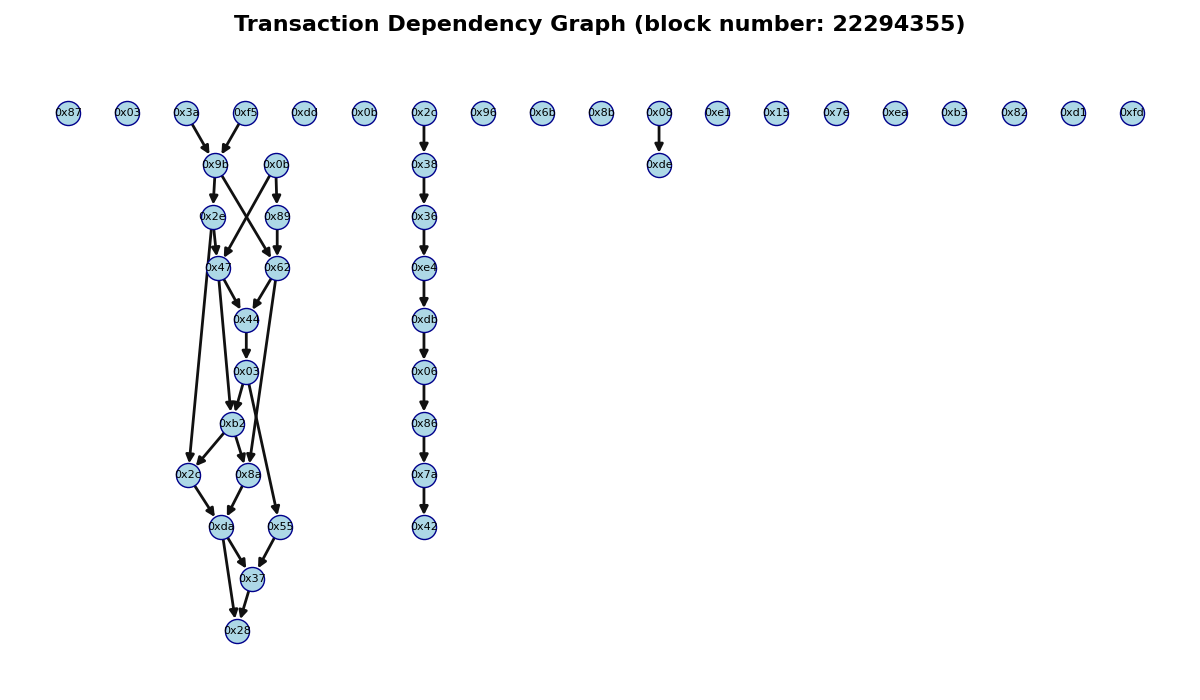 Transaction Dependency Graph (block number: 22294355)
0x87 0x03 0x3a 0xf5 0xdd 0x0b 0x2c 0x96 0x6b 0x8b 0x08 0xe1 0x15 0x7e 0xea 0xb3 0x82 0xd1 0xfd
0x9b 0x0b 0x38 0xde
0x2e 0x89 0x36
0x47 0x62 0xe4
0x44 0xdb
0x03 0x06
0xb2 0x86
0x2c 0x8a 0x7a
0xda 0x55 0x42
0x37
0x28